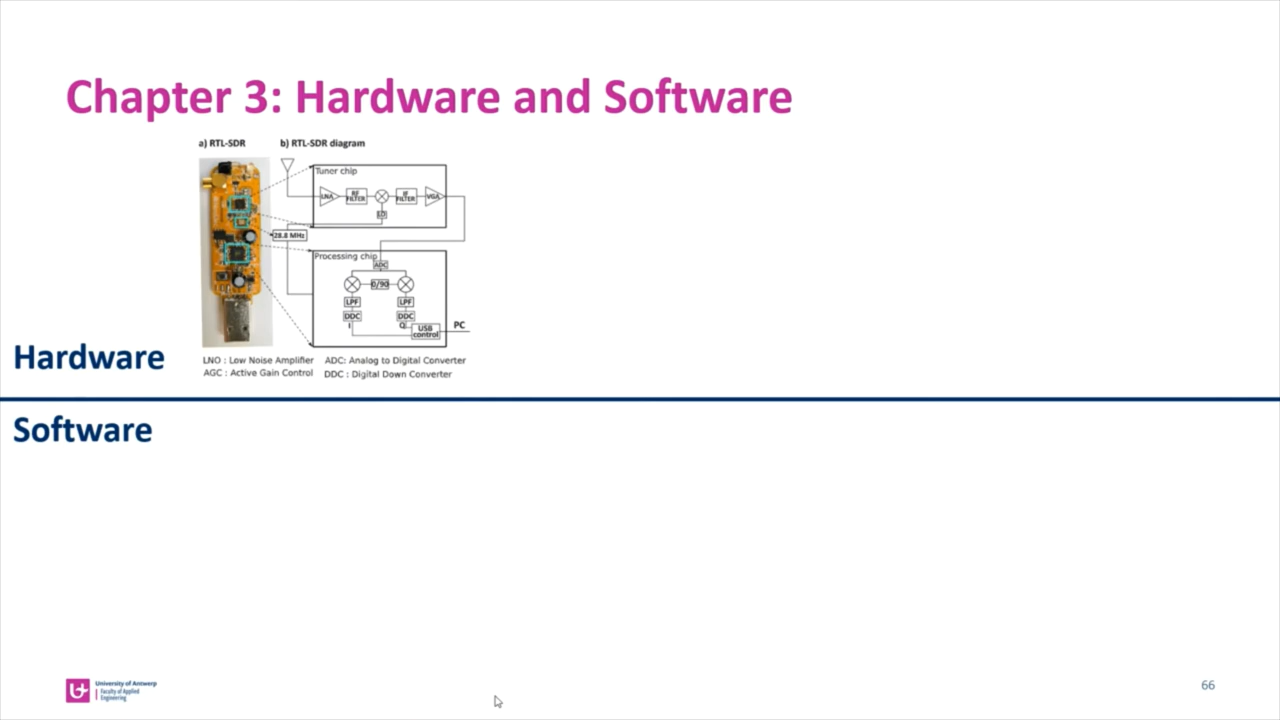 Chapter 3: Hardware and Software
a) RTL-SDR
b) RTL-SDR diagram
Tuner chip
LNA
RF FILTER
IF FILTER
VGA
LO
28.8 MHz
Processing chip
ADC
0/90
LPF
LPF
DDC
DDC
I
Q
USB control
PC
LNO : Low Noise Amplifier
ADC: Analog to Digital Converter
AGC : Active Gain Control
DDC : Digital Down Converter
Hardware
Software
University of Antwerp
Faculty of Applied
Engineering
66